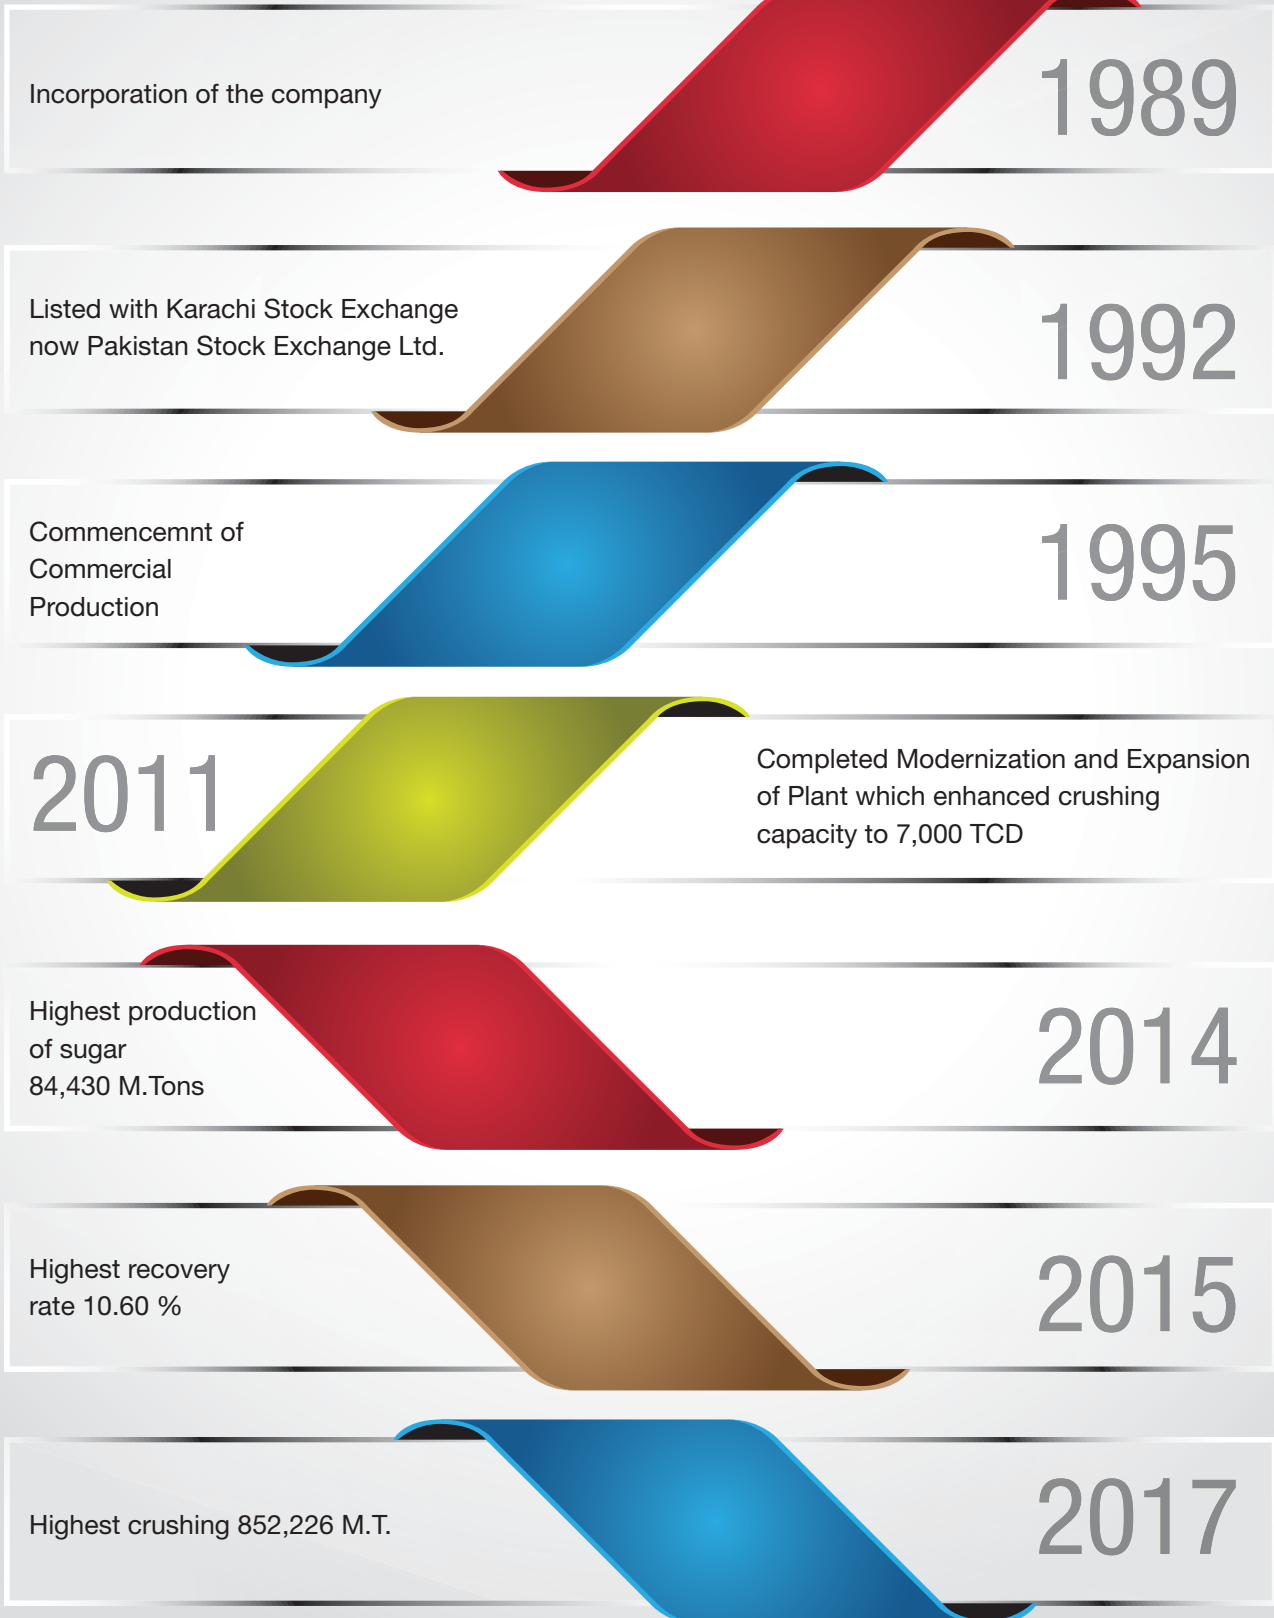 Incorporation of the company
1989
Listed with Karachi Stock Exchange
now Pakistan Stock Exchange Ltd.
1992
Commencemnt of
Commercial
Production
1995
2011
Completed Modernization and Expansion
of Plant which enhanced crushing
capacity to 7,000 TCD
Highest production
of sugar
84,430 M.Tons
2014
Highest recovery
rate 10.60 %
2015
Highest crushing 852,226 M.T.
2017